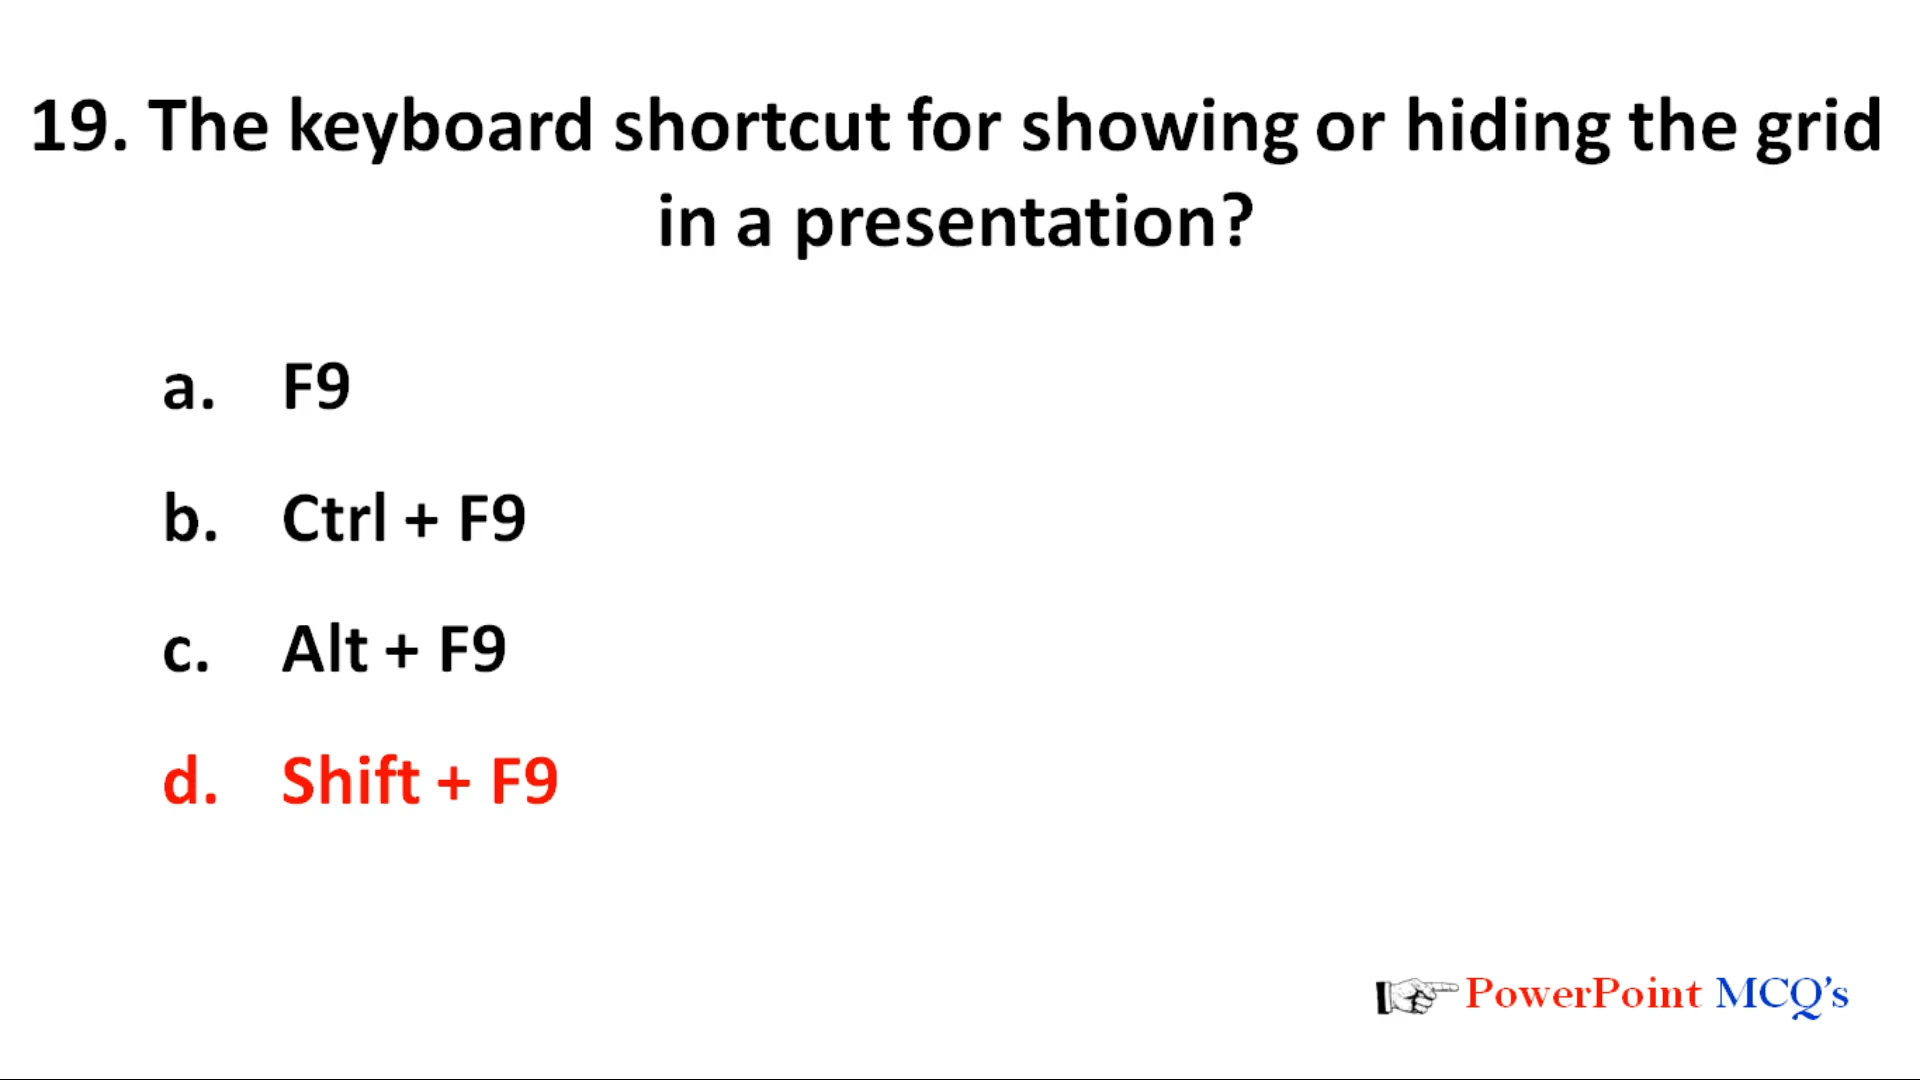 19. The keyboard shortcut for showing or hiding the grid
in a presentation?
a. F9
b. Ctrl + F9
c. Alt + F9
d. Shift + F9
PowerPoint MCQ's